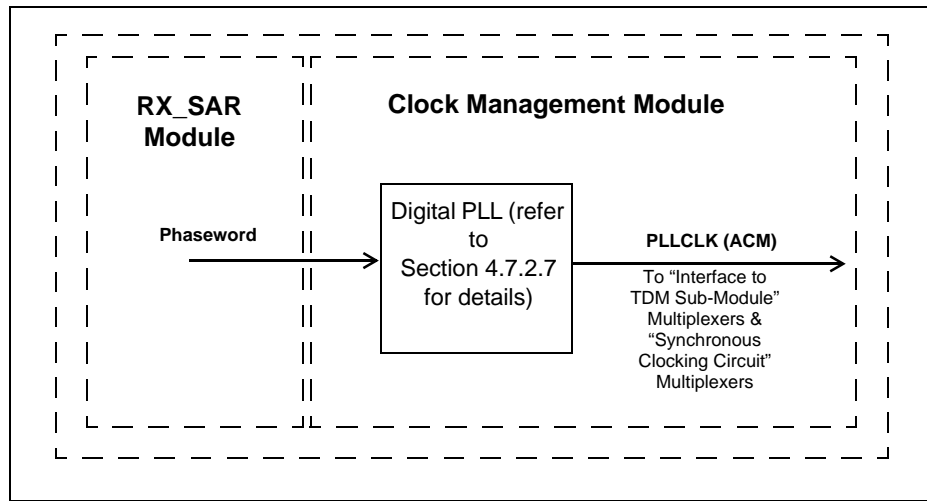 RX_SAR
Module
Clock Management Module
Phaseword
Digital PLL (refer
to
Section 4.7.2.7
for details)
PLLCLK (ACM)
To “Interface to
TDM Sub-Module”
Multiplexers &
“Synchronous
Clocking Circuit”
Multiplexers